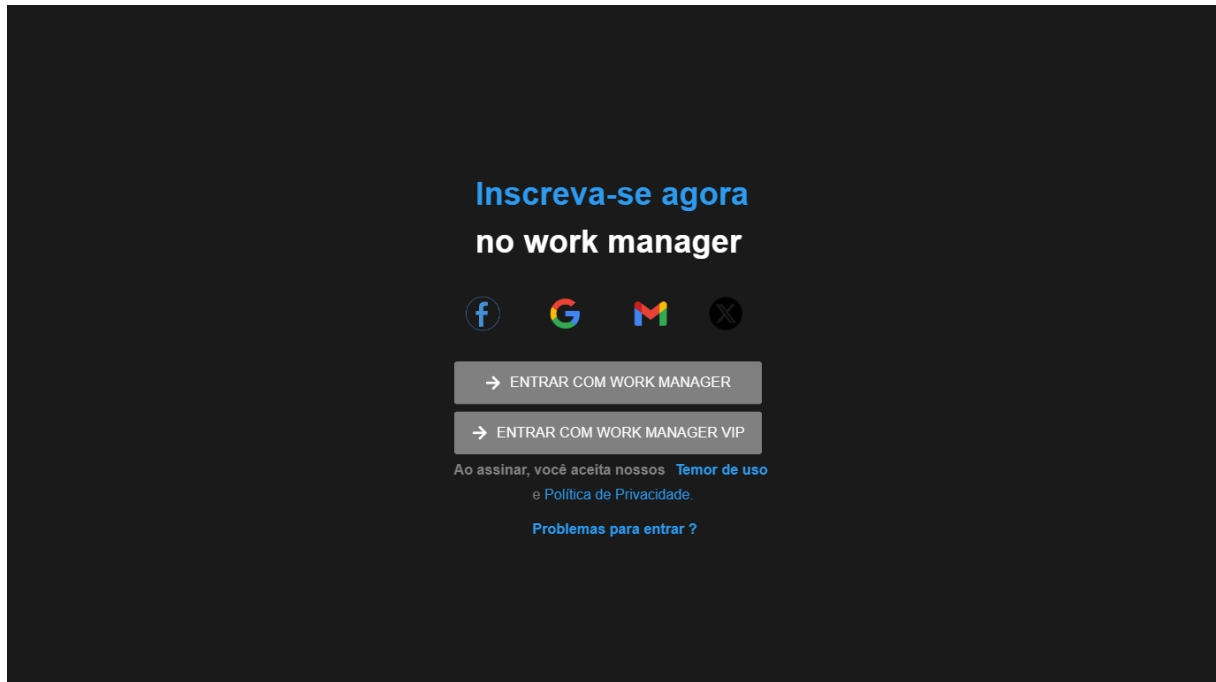 Inscreva-se agora
no work manager
ENTRAR COM WORK MANAGER
ENTRAR COM WORK MANAGER VIP
Ao assinar, você aceita nossos Temor de uso
e Política de Privacidade.
Problemas para entrar ?